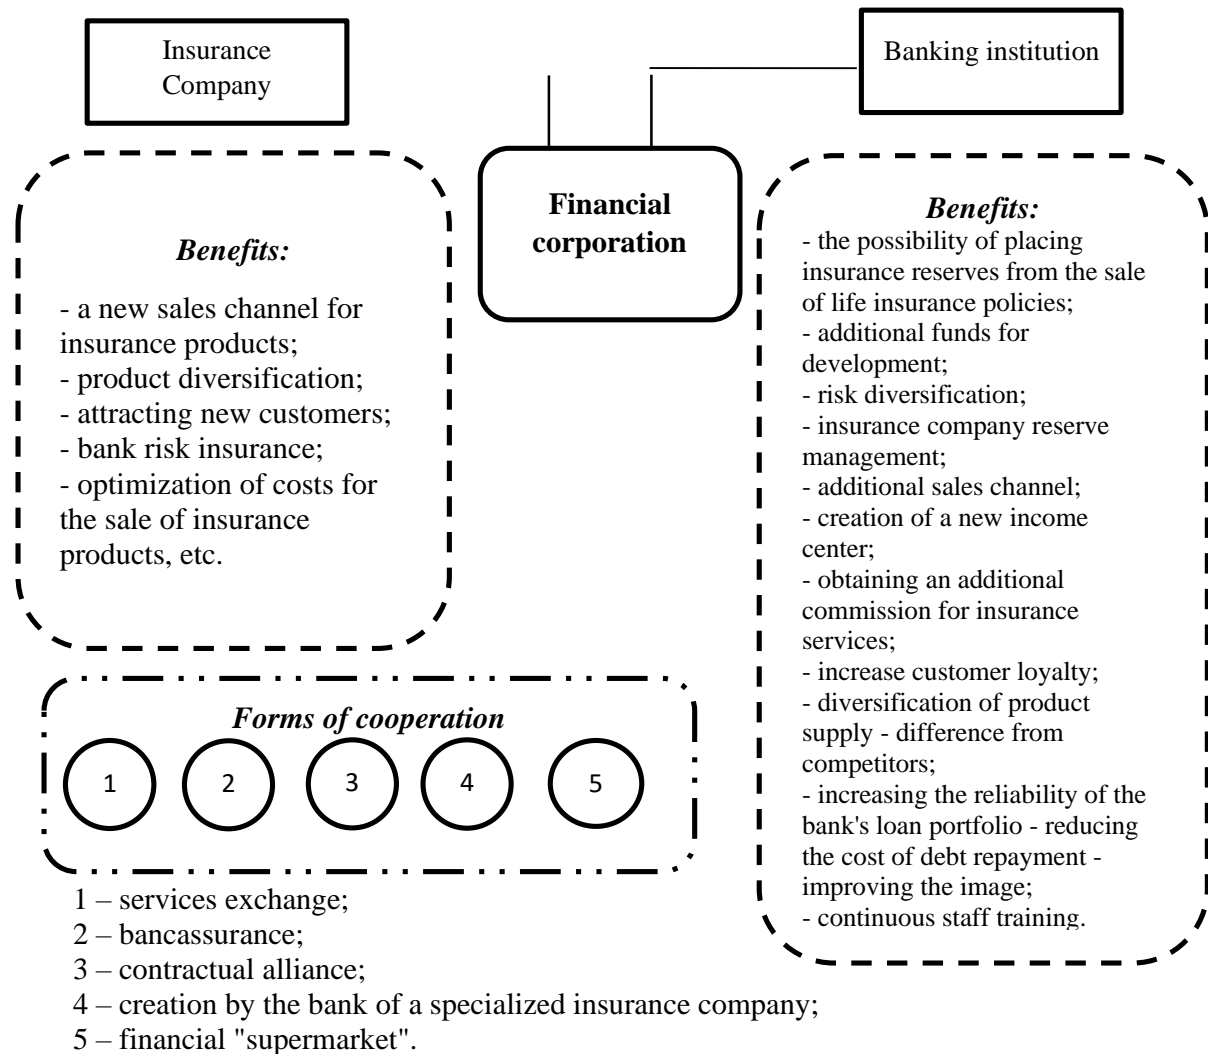 Insurance
Company
Banking institution
Financial
corporation
Benefits:
- a new sales channel for
insurance products;
- product diversification;
- attracting new customers;
- bank risk insurance;
- optimization of costs for
the sale of insurance
products, etc.
Benefits:
- the possibility of placing
insurance reserves from the sale
of life insurance policies;
- additional funds for
development;
- risk diversification;
- insurance company reserve
management;
- additional sales channel;
- creation of a new income
center;
- obtaining an additional
commission for insurance
services;
- increase customer loyalty;
- diversification of product
supply - difference from
competitors;
- increasing the reliability of the
bank's loan portfolio - reducing
the cost of debt repayment -
improving the image;
- continuous staff training.
Forms of cooperation
1 2 3 4 5
1 – services exchange;
2 – bancassurance;
3 – contractual alliance;
4 – creation by the bank of a specialized insurance company;
5 – financial "supermarket".